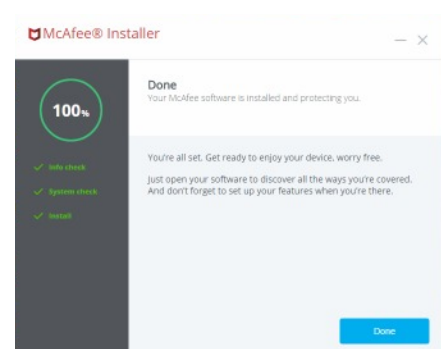 McAfee® Installer
100%
Done
Your McAfee software is installed and protecting you.
Info check
System check
Install
You're all set. Get ready to enjoy your device, worry free.
Just open your software to discover all the ways you're covered.
And don't forget to set up your features when you're there.
Done